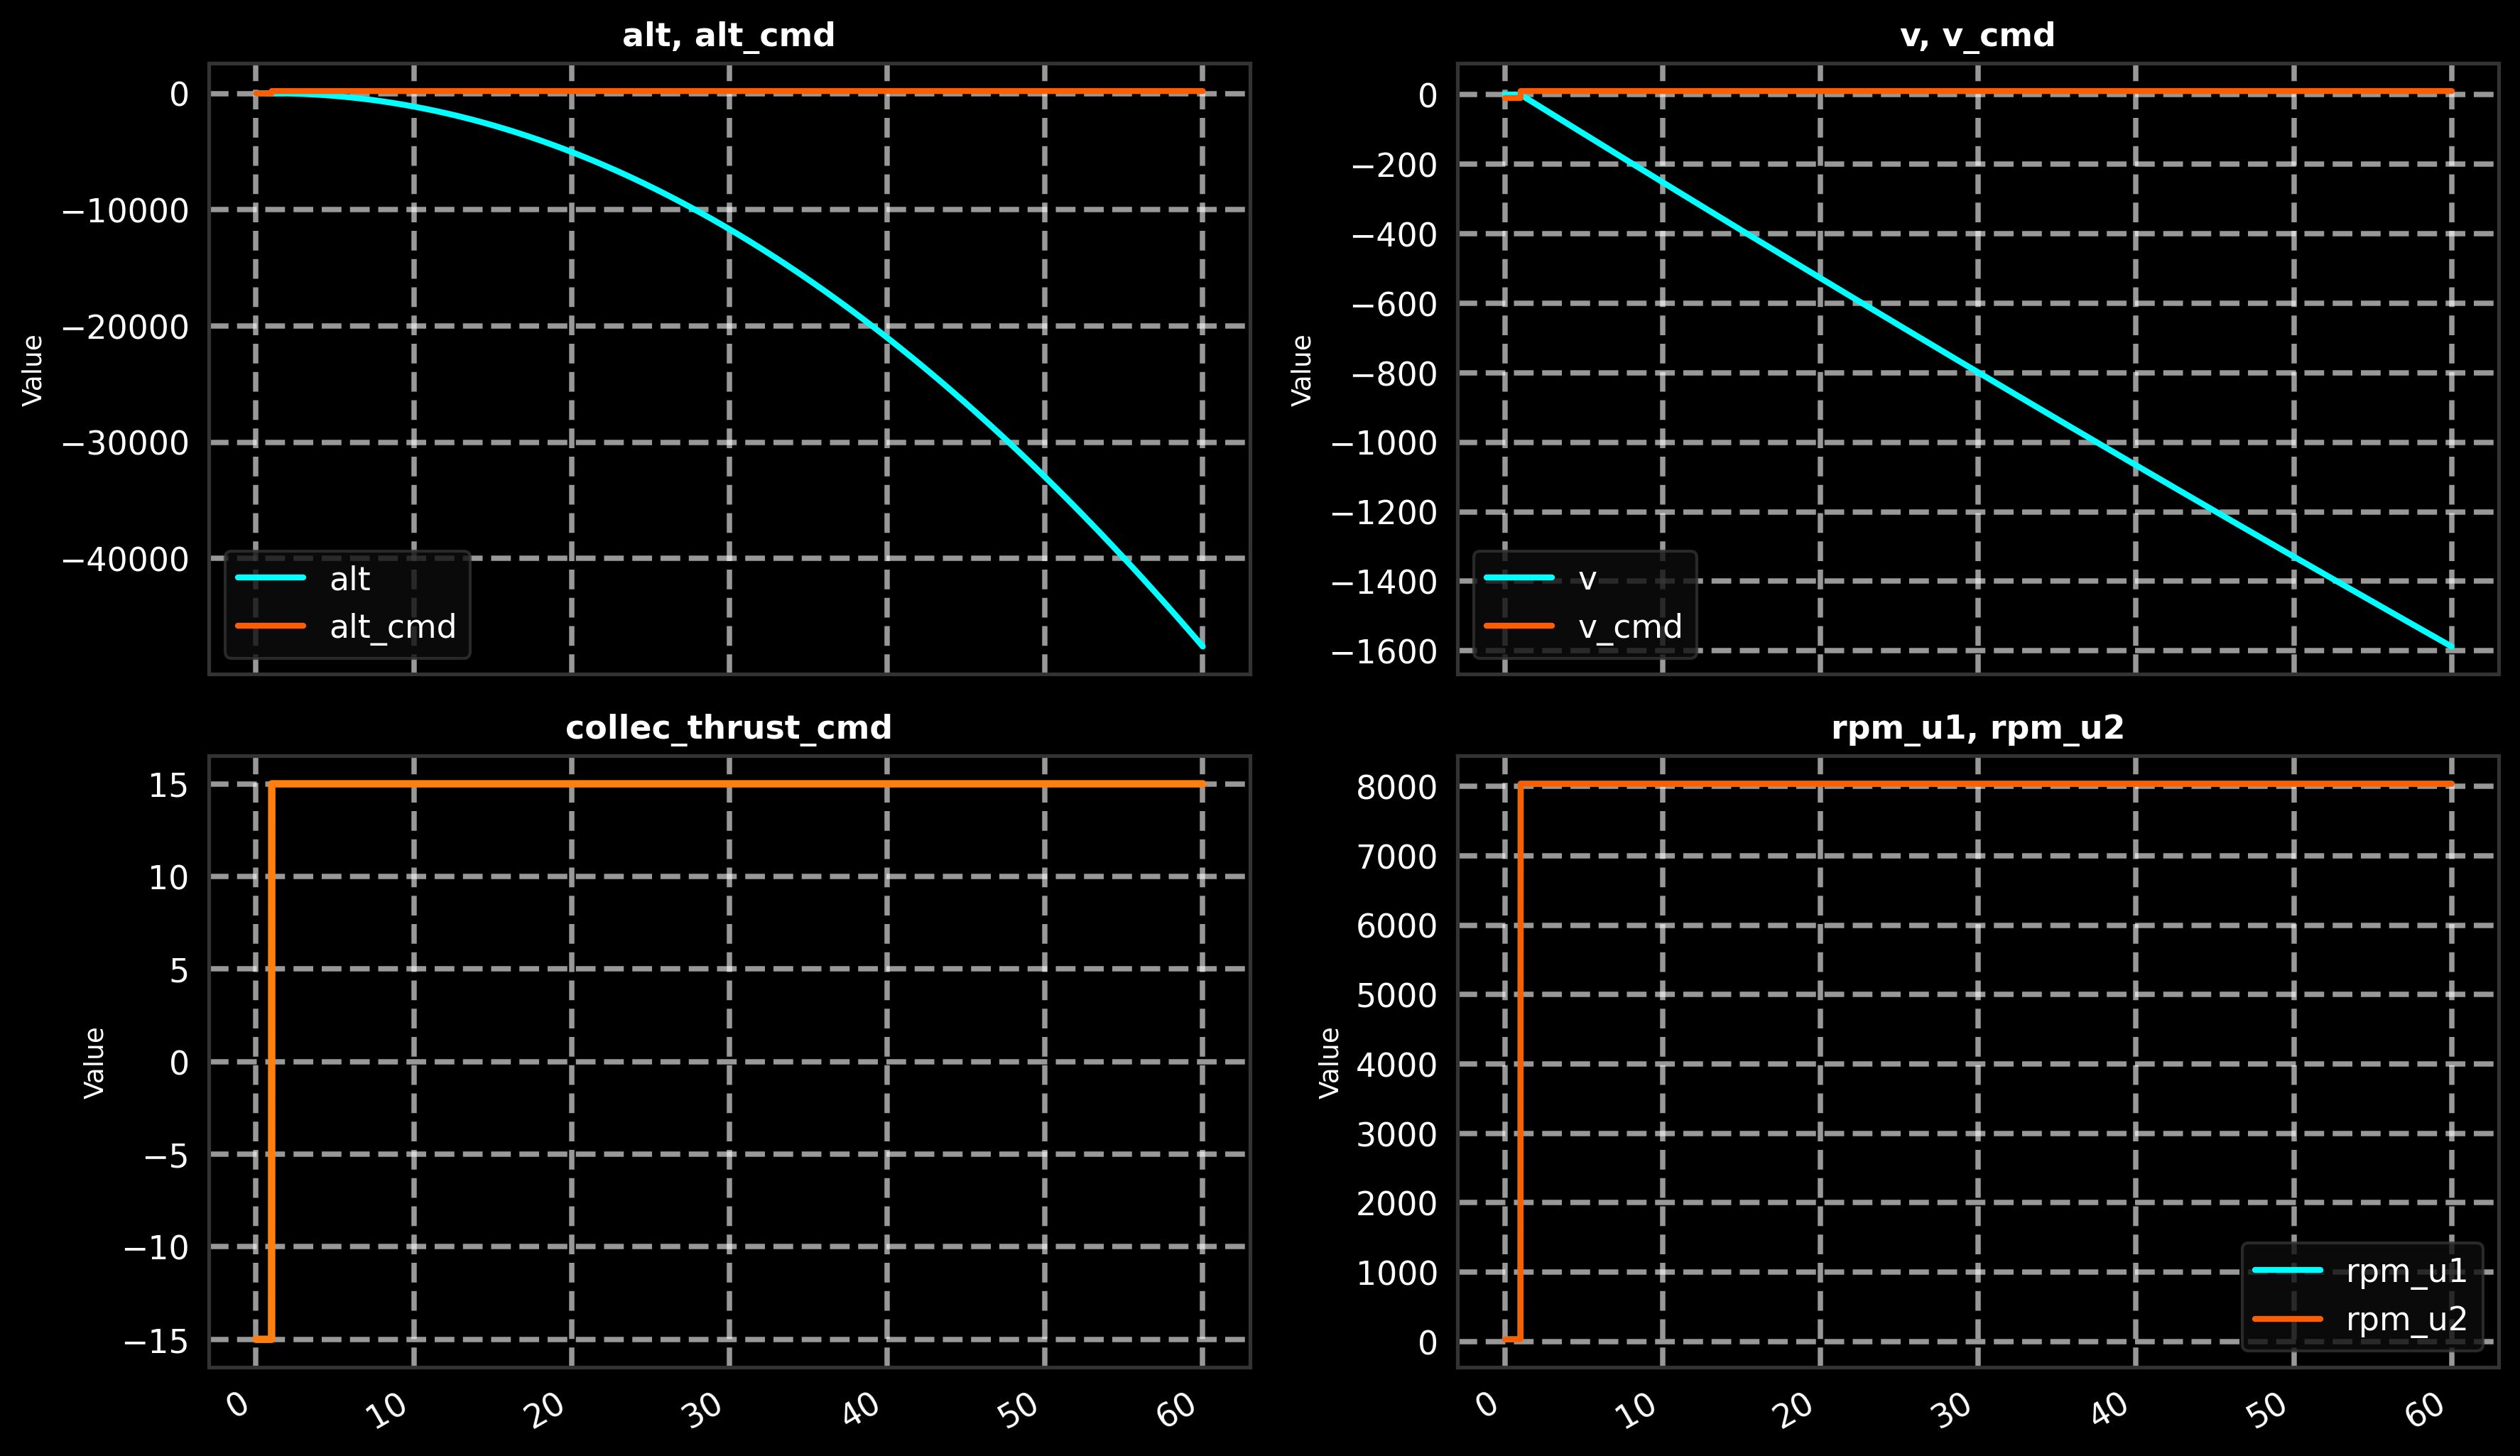 alt, alt_cmd
Value
0
−10000
−20000
−30000
−40000
alt
alt_cmd
v, v_cmd
Value
0
−200
−400
−600
−800
−1000
−1200
−1400
−1600
v
v_cmd
collec_thrust_cmd
Value
15
10
5
0
−5
−10
−15
0 10 20 30 40 50 60
rpm_u1, rpm_u2
Value
8000
7000
6000
5000
4000
3000
2000
1000
0
rpm_u1
rpm_u2
0 10 20 30 40 50 60